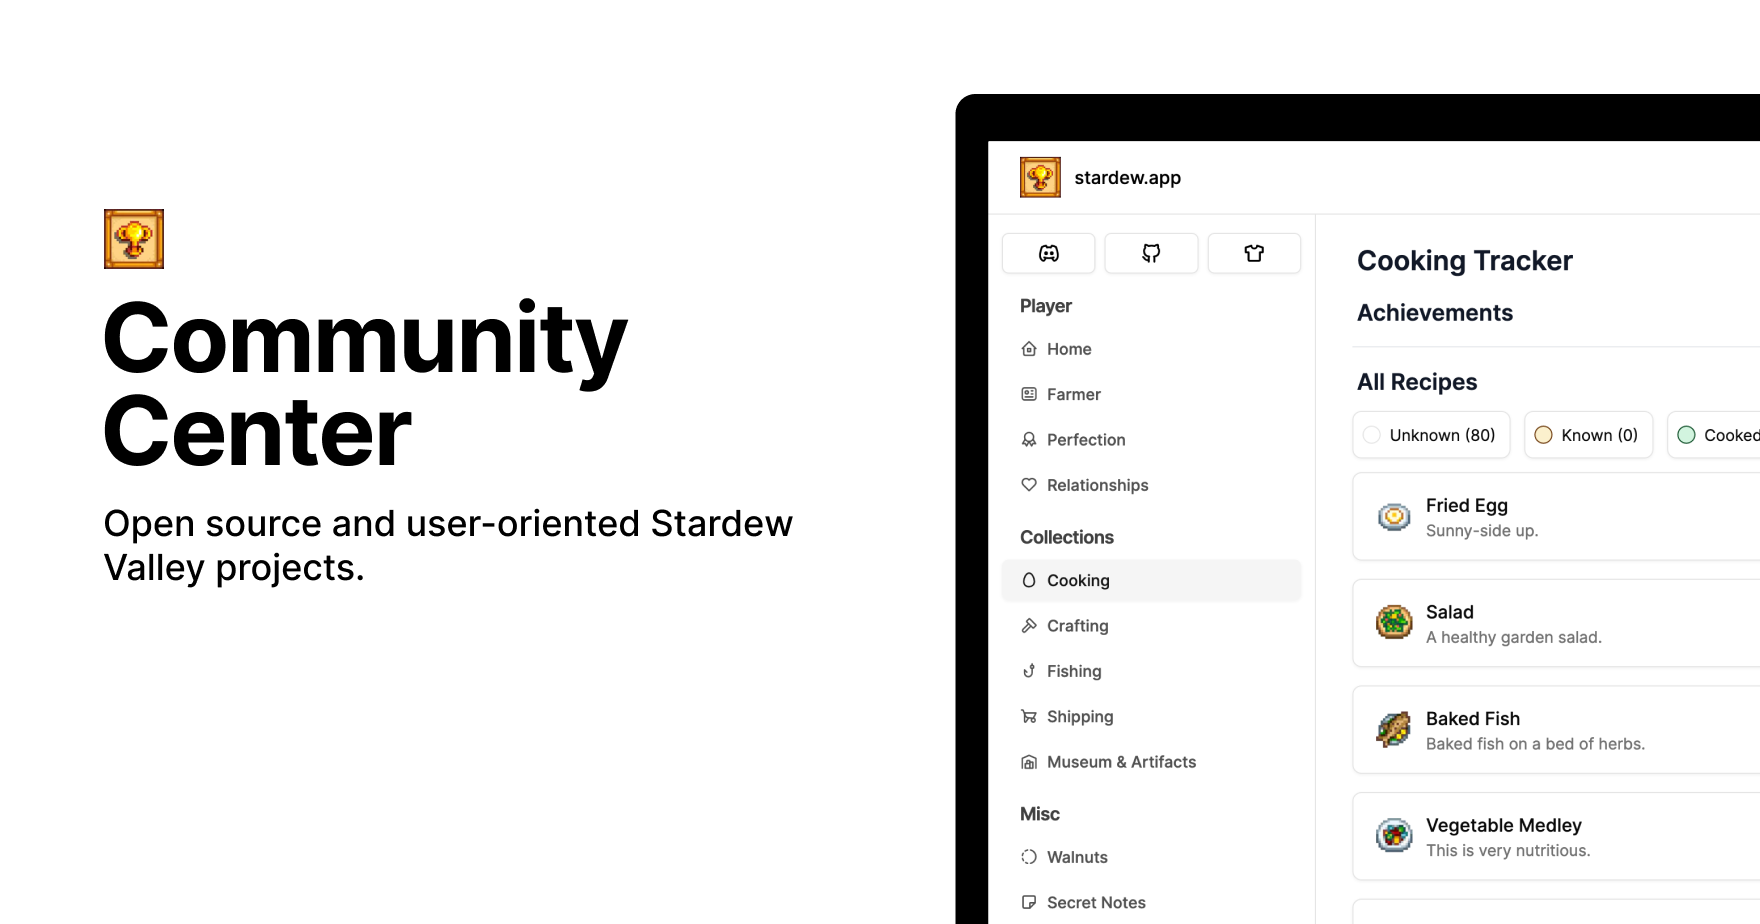 Community
Center
Open source and user-oriented Stardew
Valley projects.
stardew.app
Player
Home
Farmer
Perfection
Relationships
Collections
Cooking
Crafting
Fishing
Shipping
Museum & Artifacts
Misc
Walnuts
Secret Notes
Cooking Tracker
Achievements
All Recipes
Unknown (80)
Known (0)
Cooked
Fried Egg
Sunny-side up.
Salad
A healthy garden salad.
Baked Fish
Baked fish on a bed of herbs.
Vegetable Medley
This is very nutritious.